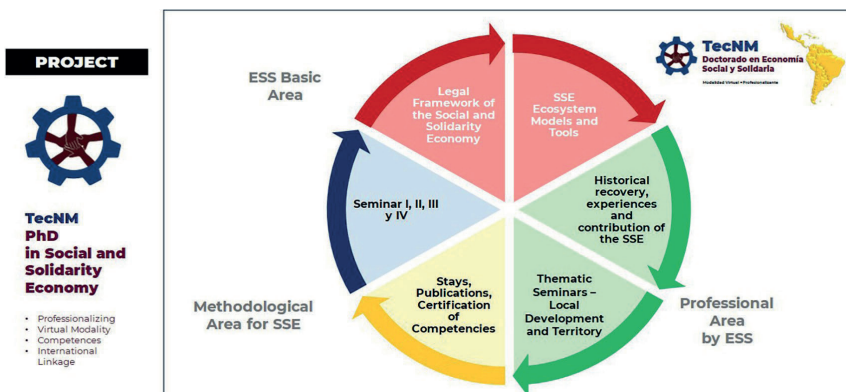 PROJECT
TecNM
PhD
in Social and
Solidarity
Economy
• Professionalizing
• Virtual Modality
• Competences
• International
Linkage
ESS Basic
Area
TecNM
Doctorado en Economía
Social y Solidaria
Modalidad Virtual • Profesionalizante
Legal
Framework of
the Social and
Solidarity
Economy
SSE
Ecosystem
Models and
Tools
Historical
recovery,
experiences
and
contribution of
the SSE
Thematic
Seminars –
Local
Development
and Territory
Stays,
Publications,
Certification
of
Competencies
Seminar I, II, III
y IV
Methodological
Area for SSE
Professional
Area
by ESS